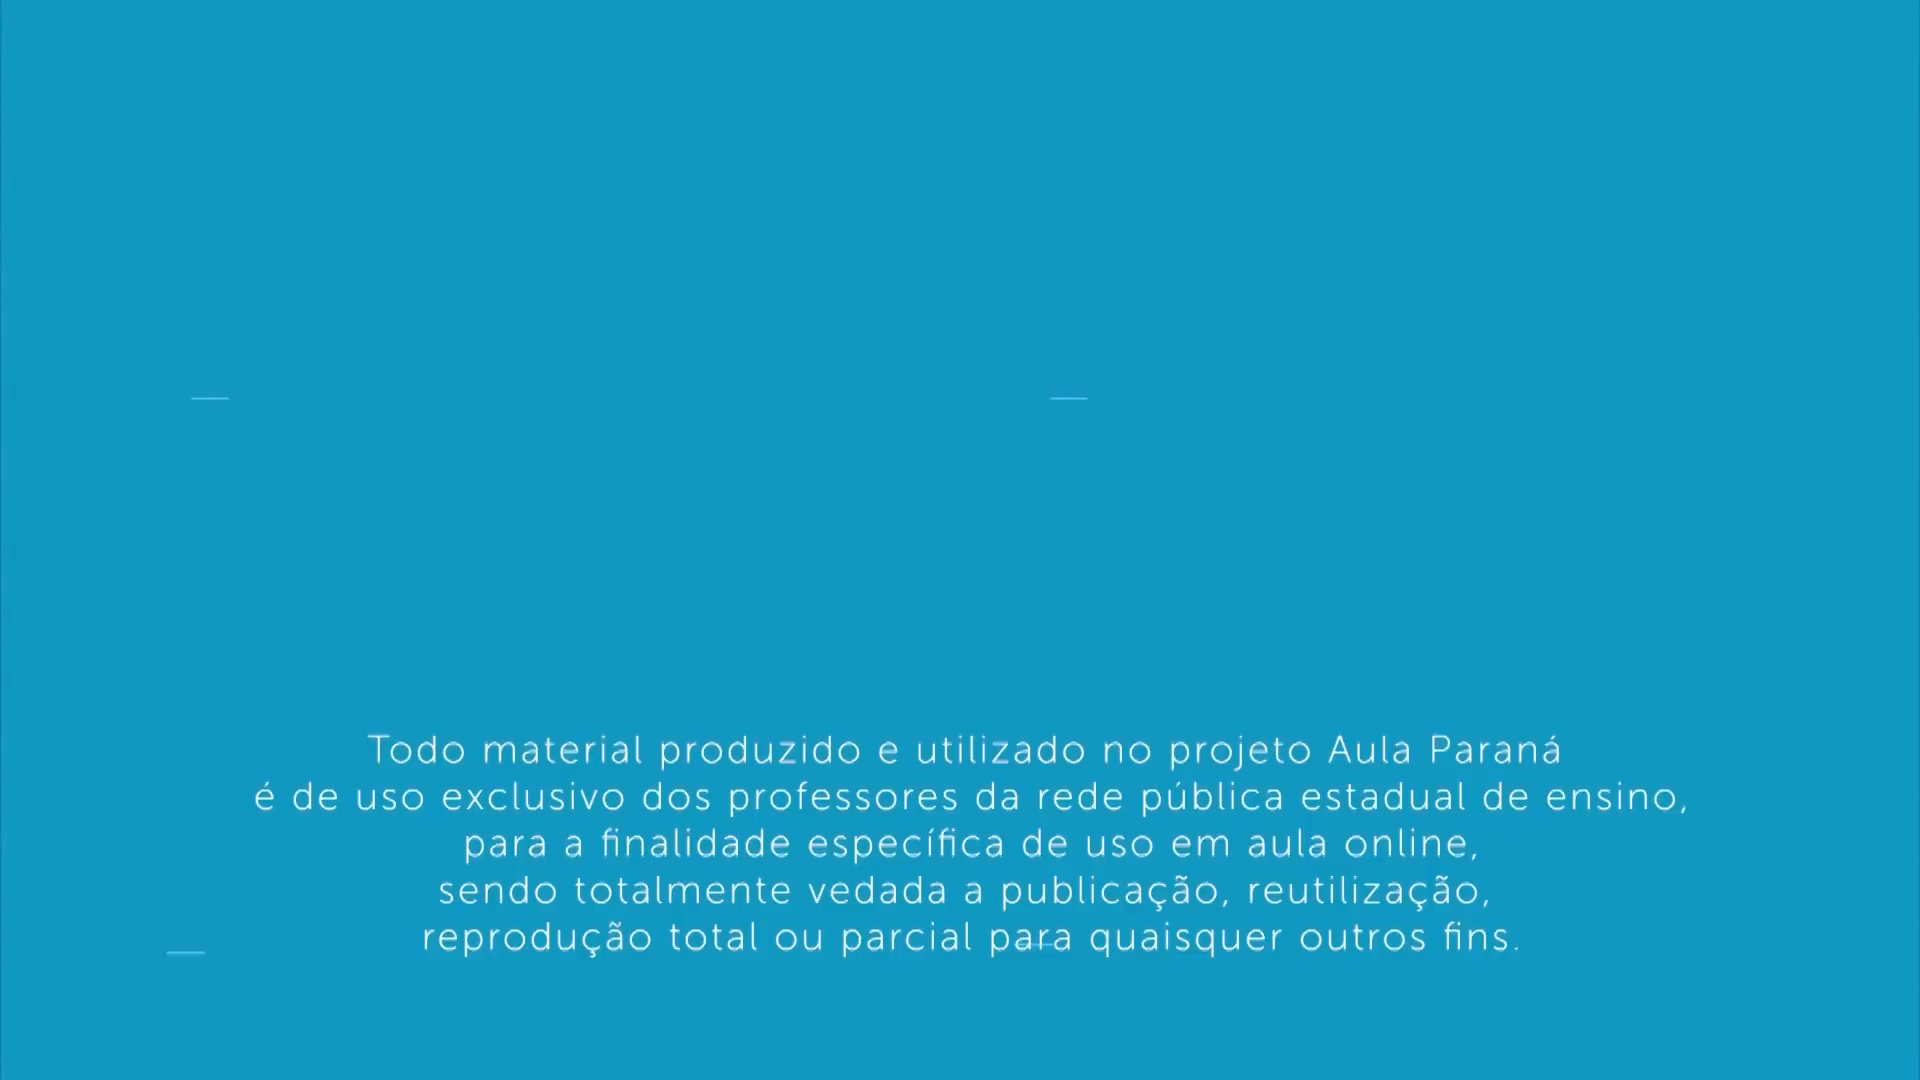 Todo material produzido e utilizado no projeto Aula Paraná
é de uso exclusivo dos professores da rede pública estadual de ensino,
para a finalidade específica de uso em aula online,
sendo totalmente vedada a publicação, reutilização,
reprodução total ou parcial para quaisquer outros fins.